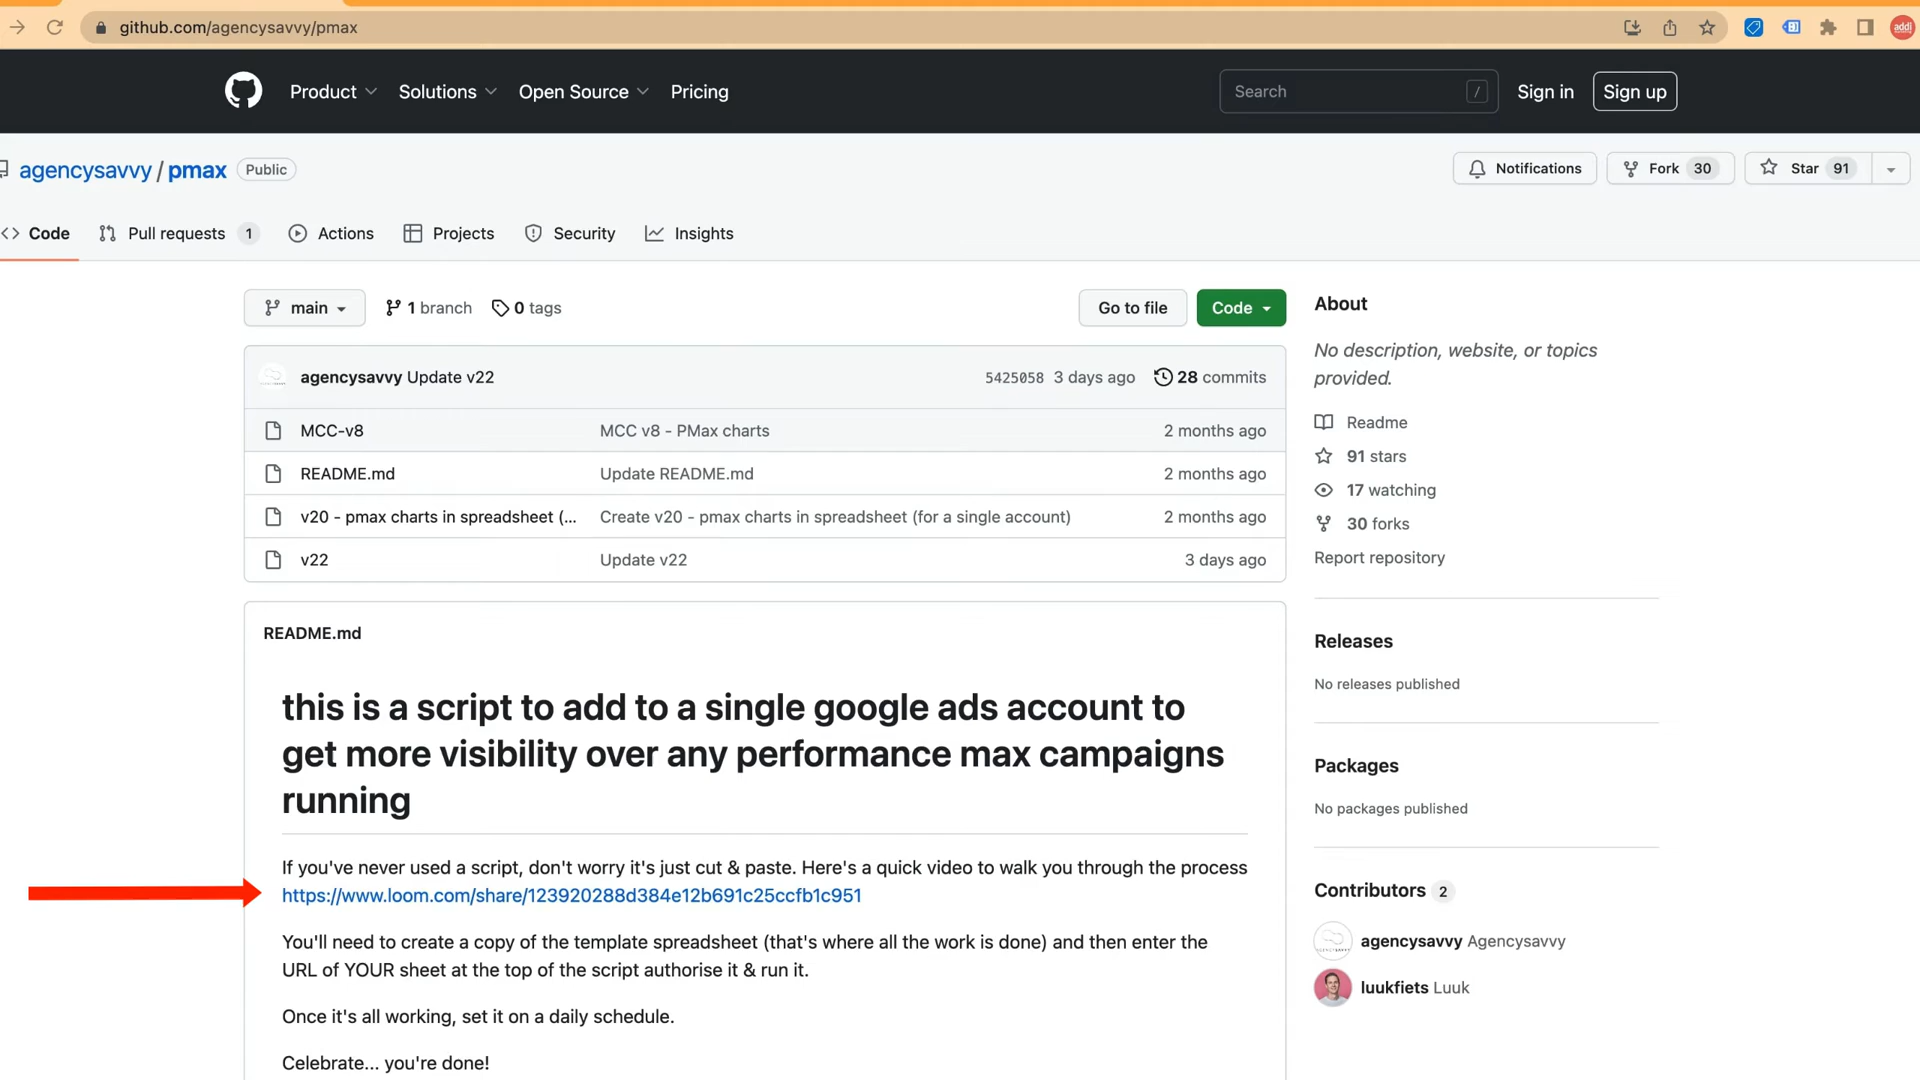 github.com/agencysavvy/pmax
addi
Product
Solutions
Open Source
Pricing
Search
/
Sign in
Sign up
agencysavvy / pmax
Public
Notifications
Fork 30
Star 91
Code
Pull requests 1
Actions
Projects
Security
Insights
main
1 branch
0 tags
Go to file
Code
agencysavvy Update v22
5425058 3 days ago
28 commits
MCC-v8 MCC v8 - PMax charts 2 months ago
README.md Update README.md 2 months ago
v20 - pmax charts in spreadsheet (... Create v20 - pmax charts in spreadsheet (for a single account) 2 months ago
v22 Update v22 3 days ago
README.md
this is a script to add to a single google ads account to
get more visibility over any performance max campaigns
running
If you've never used a script, don't worry it's just cut & paste. Here's a quick video to walk you through the process
https://www.loom.com/share/123920288d384e12b691c25ccfb1c951
You'll need to create a copy of the template spreadsheet (that's where all the work is done) and then enter the
URL of YOUR sheet at the top of the script authorise it & run it.
Once it's all working, set it on a daily schedule.
Celebrate... you're done!
About
No description, website, or topics
provided.
Readme
91 stars
17 watching
30 forks
Report repository
Releases
No releases published
Packages
No packages published
Contributors 2
agencysavvy Agencysavvy
luukfiets Luuk